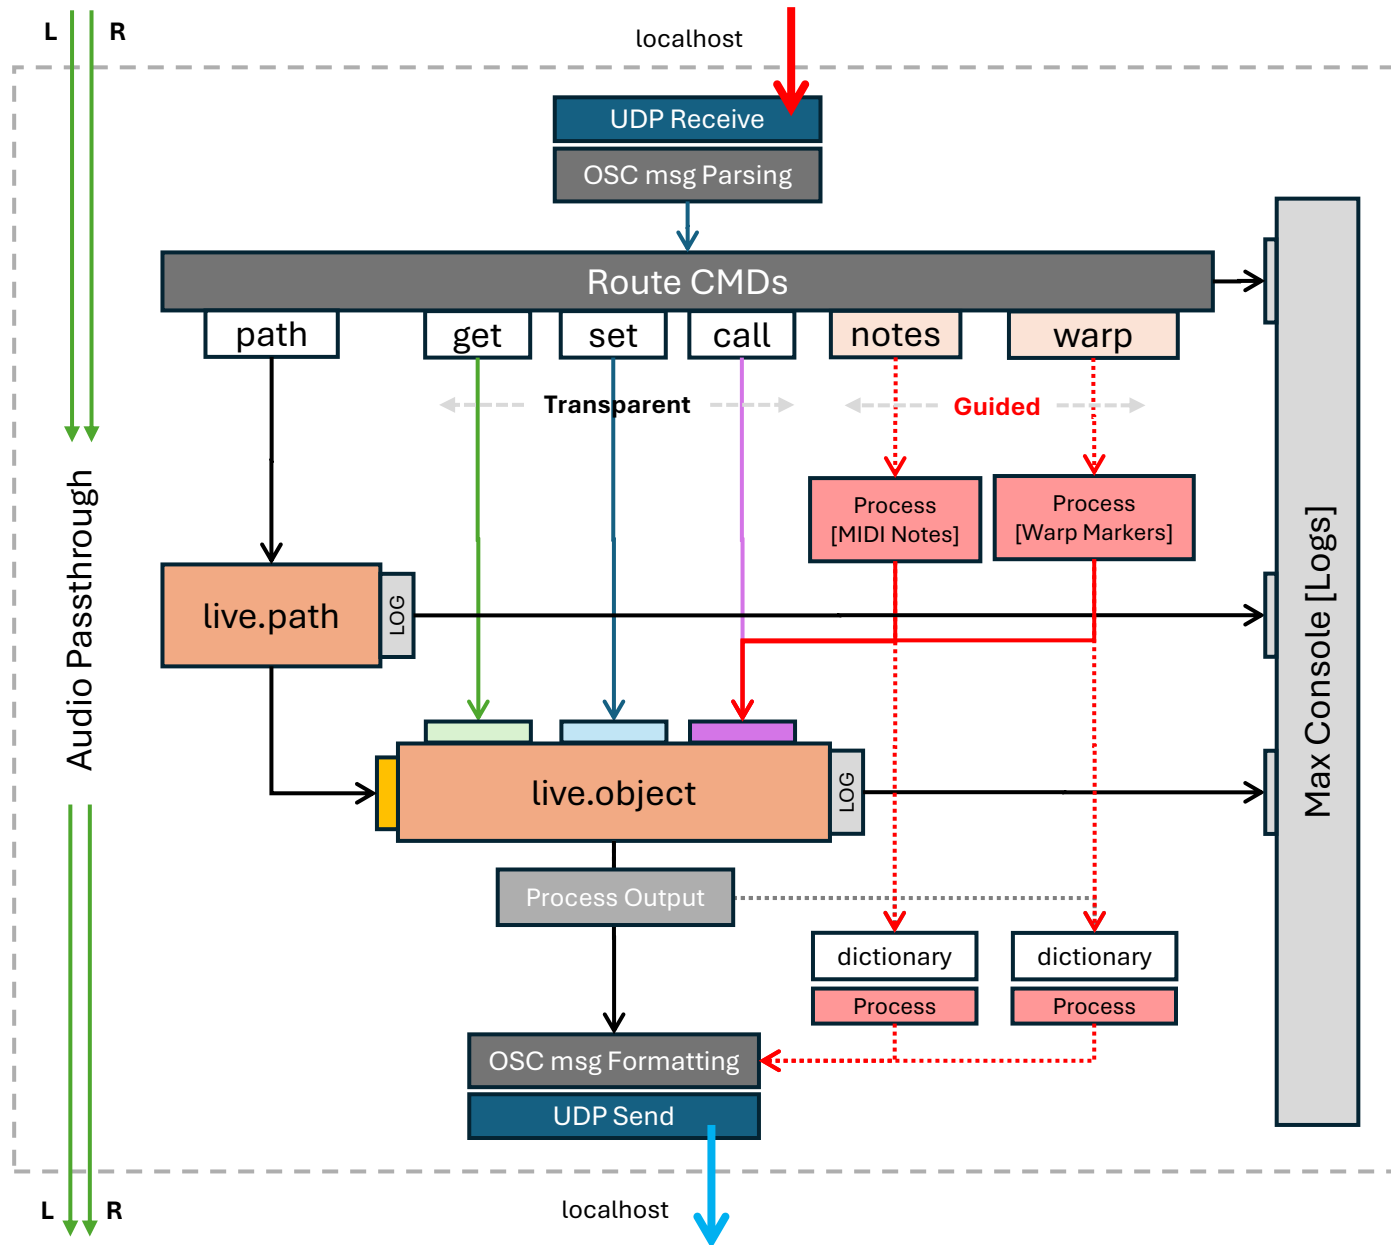 L R
localhost
UDP Receive
OSC msg Parsing
Route CMDs
path
get
set
call
notes
warp
Transparent
Guided
Process
[MIDI Notes]
Process
[Warp Markers]
live.path
LOG
Audio Passthrough
Max Console [Logs]
live.object
LOG
Process Output
dictionary
dictionary
Process
Process
OSC msg Formatting
UDP Send
localhost
L R